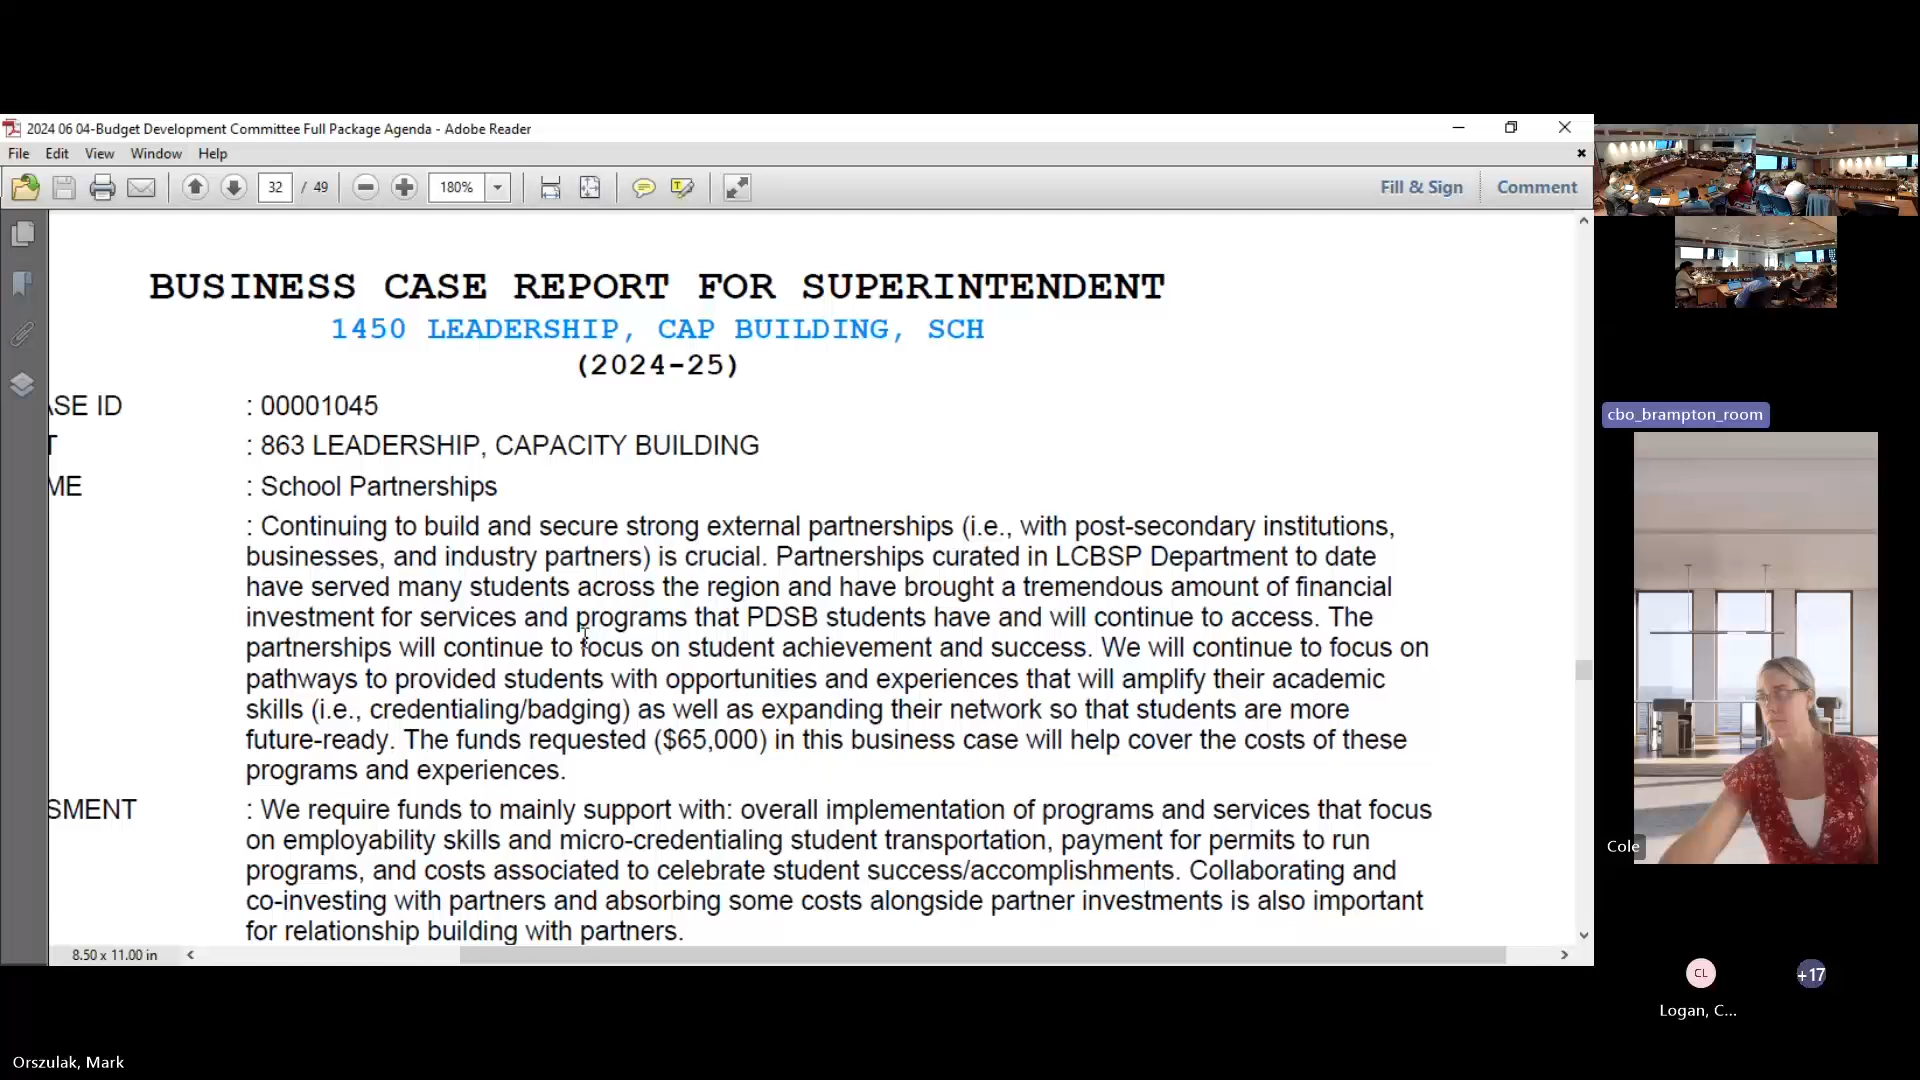 2024 06 04-Budget Development Committee Full Package Agenda - Adobe Reader
File Edit View Window Help
32 / 49 180% Fill & Sign Comment
BUSINESS CASE REPORT FOR SUPERINTENDENT
1450 LEADERSHIP, CAP BUILDING, SCH
(2024-25)
ASE ID : 00001045
T : 863 LEADERSHIP, CAPACITY BUILDING
ME : School Partnerships
: Continuing to build and secure strong external partnerships (i.e., with post-secondary institutions,
businesses, and industry partners) is crucial. Partnerships curated in LCBSP Department to date
have served many students across the region and have brought a tremendous amount of financial
investment for services and programs that PDSB students have and will continue to access. The
partnerships will continue to focus on student achievement and success. We will continue to focus on
pathways to provided students with opportunities and experiences that will amplify their academic
skills (i.e., credentialing/badging) as well as expanding their network so that students are more
future-ready. The funds requested ($65,000) in this business case will help cover the costs of these
programs and experiences.
SMENT : We require funds to mainly support with: overall implementation of programs and services that focus
on employability skills and micro-credentialing student transportation, payment for permits to run
programs, and costs associated to celebrate student success/accomplishments. Collaborating and
co-investing with partners and absorbing some costs alongside partner investments is also important
for relationship building with partners.
8.50 x 11.00 in
cbo_brampton_room
Cole
CL
+17
Logan, C...
Orszulak, Mark